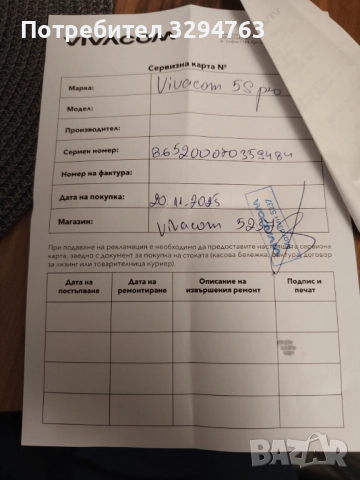 Потребител 3294763
VIVACOM
Сервизна карта №
Марка: Vivacom 5S pro
Модел:
Производител:
Сериен номер: 865200070359484
Номер на фактура:
Дата на покупка: 20.11.2025
Магазин: Vivacom
При подаване на рекламация е необходимо да предоставите настоящата сервизна
карта, заедно с документ за покупка на стоката (касова бележка, фактура, договор
за лизинг или товарителница куриер).
Дата на постъпване
Дата на ремонтиране
Описание на извършения ремонт
Подпис и печат
bazar.bg